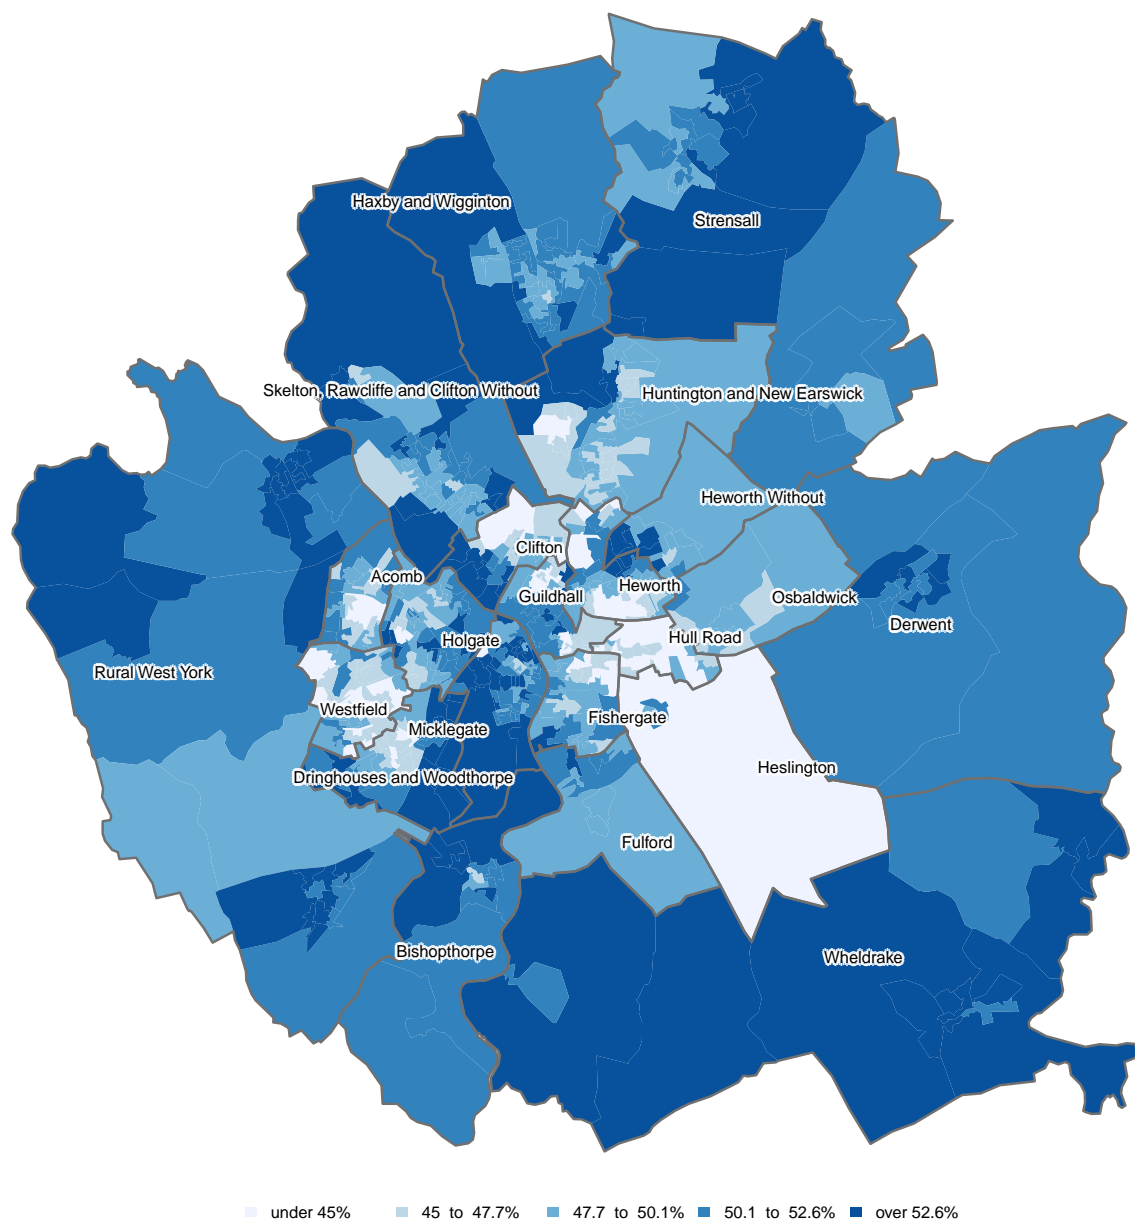 Haxby and Wigginton
Strensall
Skelton, Rawcliffe and Clifton Without
Huntington and New Earswick
Heworth Without
Clifton
Acomb
Guildhall
Heworth
Osbaldwick
Derwent
Holgate
Hull Road
Rural West York
Westfield
Fishergate
Micklegate
Heslington
Dringhouses and Woodthorpe
Fulford
Bishopthorpe
Wheldrake
under 45% 45 to 47.7% 47.7 to 50.1% 50.1 to 52.6% over 52.6%